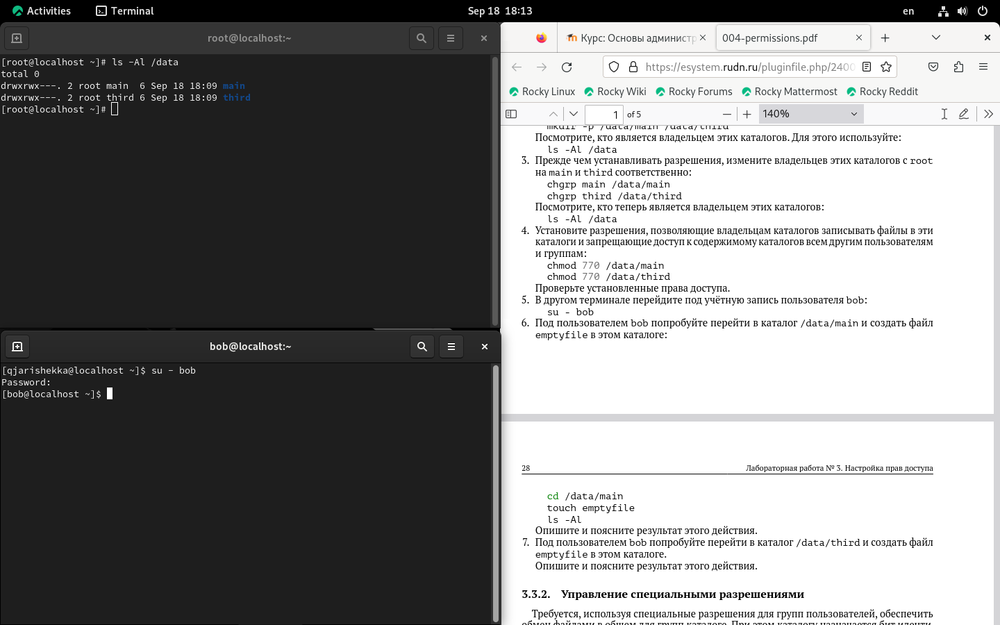 Activities Terminal Sep 18 18:13 en
root@localhost:~
[root@localhost ~]# ls -Al /data
total 0
drwxrwx---. 2 root main  6 Sep 18 18:09 main
drwxrwx---. 2 root third 6 Sep 18 18:09 third
[root@localhost ~]#
bob@localhost:~
[qjarishekka@localhost ~]$ su - bob
Password:
[bob@localhost ~]$
Курс: Основы администр 004-permissions.pdf
https://esystem.rudn.ru/pluginfile.php/2400
Rocky Linux Rocky Wiki Rocky Forums Rocky Mattermost Rocky Reddit
1 of 5 140%
mkdir -p /data/main /data/third
Посмотрите, кто является владельцем этих каталогов. Для этого используйте:
ls -Al /data
3. Прежде чем устанавливать разрешения, измените владельцев этих каталогов с root
на main и third соответственно:
chgrp main /data/main
chgrp third /data/third
Посмотрите, кто теперь является владельцем этих каталогов:
ls -Al /data
4. Установите разрешения, позволяющие владельцам каталогов записывать файлы в эти
каталоги и запрещающие доступ к содержимому каталогов всем другим пользователям
и группам:
chmod 770 /data/main
chmod 770 /data/third
Проверьте установленные права доступа.
5. В другом терминале перейдите под учётную запись пользователя bob:
su - bob
6. Под пользователем bob попробуйте перейти в каталог /data/main и создать файл
emptyfile в этом каталоге:
28 Лабораторная работа № 3. Настройка прав доступа
cd /data/main
touch emptyfile
ls -Al
Опишите и поясните результат этого действия.
7. Под пользователем bob попробуйте перейти в каталог /data/third и создать файл
emptyfile в этом каталоге.
Опишите и поясните результат этого действия.
3.3.2. Управление специальными разрешениями
Требуется, используя специальные разрешения для групп пользователей, обеспечить
обмен файлами в общем для групп каталоге. При этом каталогу назначается бит иденти-